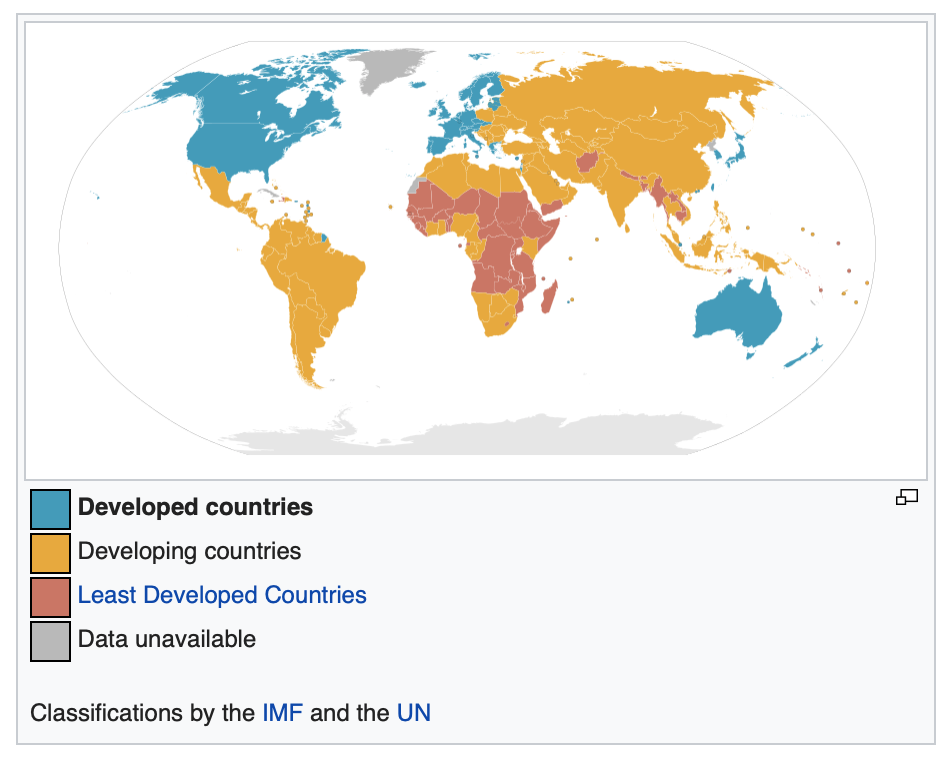 Developed countries
Developing countries
Least Developed Countries
Data unavailable
Classifications by the IMF and the UN